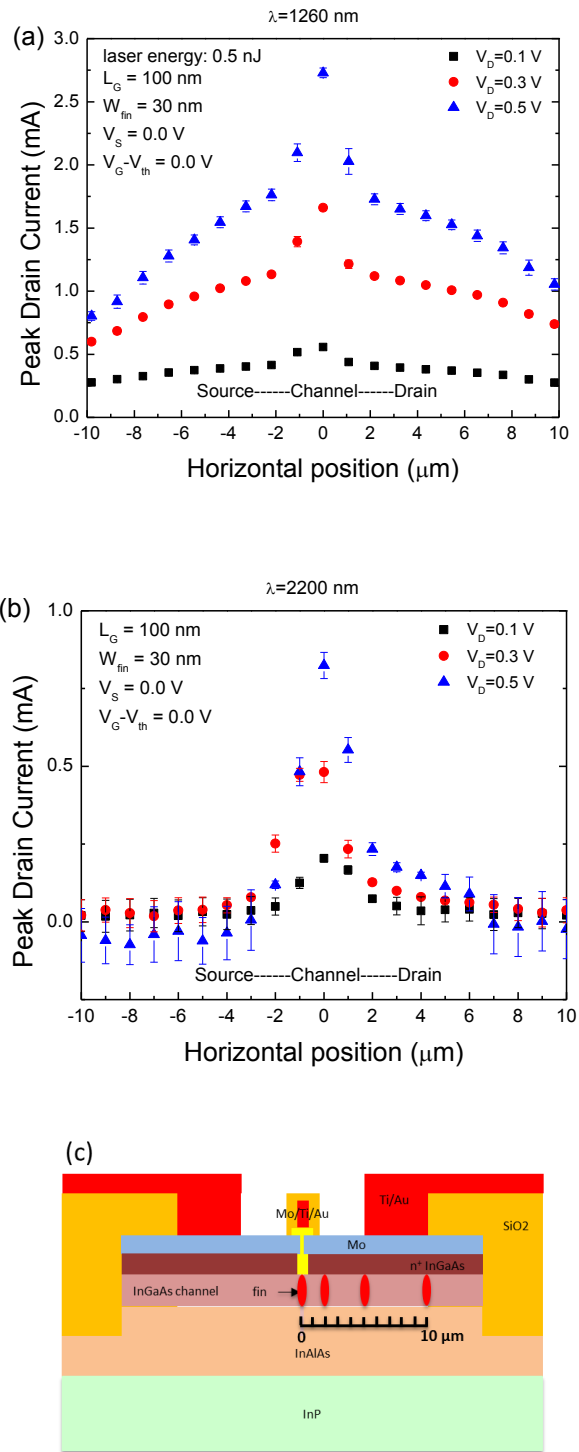 λ=1260 nm
(a)
laser energy: 0.5 nJ
L_G = 100 nm
W_fin = 30 nm
V_S = 0.0 V
V_G-V_th = 0.0 V
V_D=0.1 V
V_D=0.3 V
V_D=0.5 V
3.0
2.5
2.0
1.5
1.0
0.5
0.0
Peak Drain Current (mA)
Source------Channel------Drain
-10 -8 -6 -4 -2 0 2 4 6 8 10
Horizontal position (μm)
λ=2200 nm
(b)
L_G = 100 nm
W_fin = 30 nm
V_S = 0.0 V
V_G-V_th = 0.0 V
V_D=0.1 V
V_D=0.3 V
V_D=0.5 V
1.0
0.5
0.0
Peak Drain Current (mA)
Source------Channel------Drain
-10 -8 -6 -4 -2 0 2 4 6 8 10
Horizontal position (μm)
(c)
Ti/Au
Mo/Ti/Au
SiO2
Mo
n⁺ InGaAs
InGaAs channel
fin
0
10 μm
InAlAs
InP